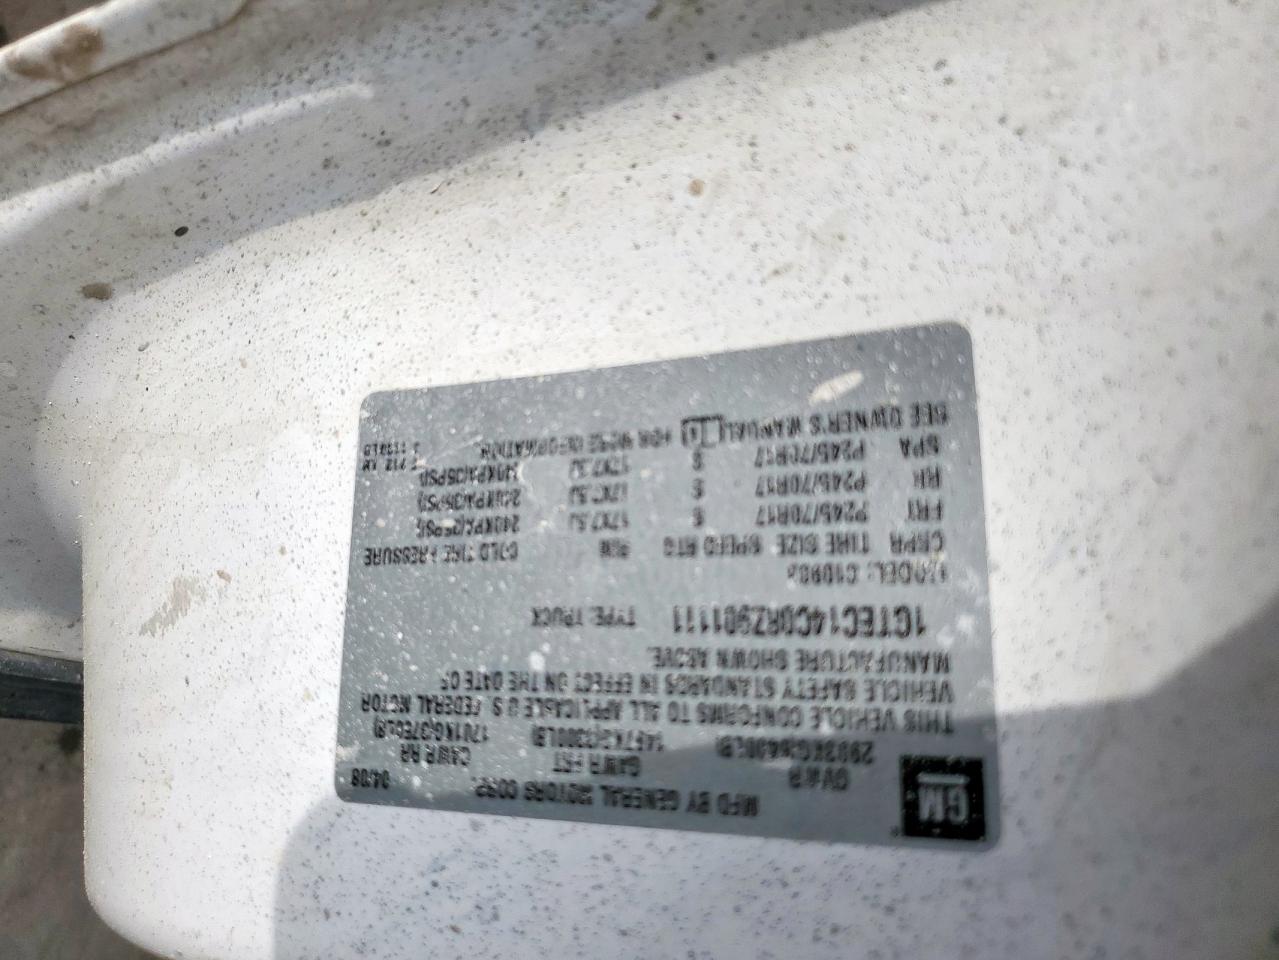 GM
MFD BY GENERAL MOTORS CORP. 04/08
GVWR GAWR FRT GAWR RR
2903KG(6400LB) 1701KG(3750LB)
THIS VEHICLE CONFORMS TO ALL APPLICABLE U.S. FEDERAL MOTOR
VEHICLE SAFETY STANDARDS IN EFFECT ON THE DATE OF
MANUFACTURE SHOWN ABOVE.
TYPE: TRUCK
MODEL:
TIRE SIZE SPEED RTG RIM COLD TIRE PRESSURE
FRT P245/70R17 S 17X7.5J 240KPA(35PSI)
RR P245/70R17 S 17X7.5J 240KPA(35PSI)
SPA P245/70R17 S 17X7.5J 240KPA(35PSI)
SEE OWNER'S MANUAL FOR MORE INFORMATION.